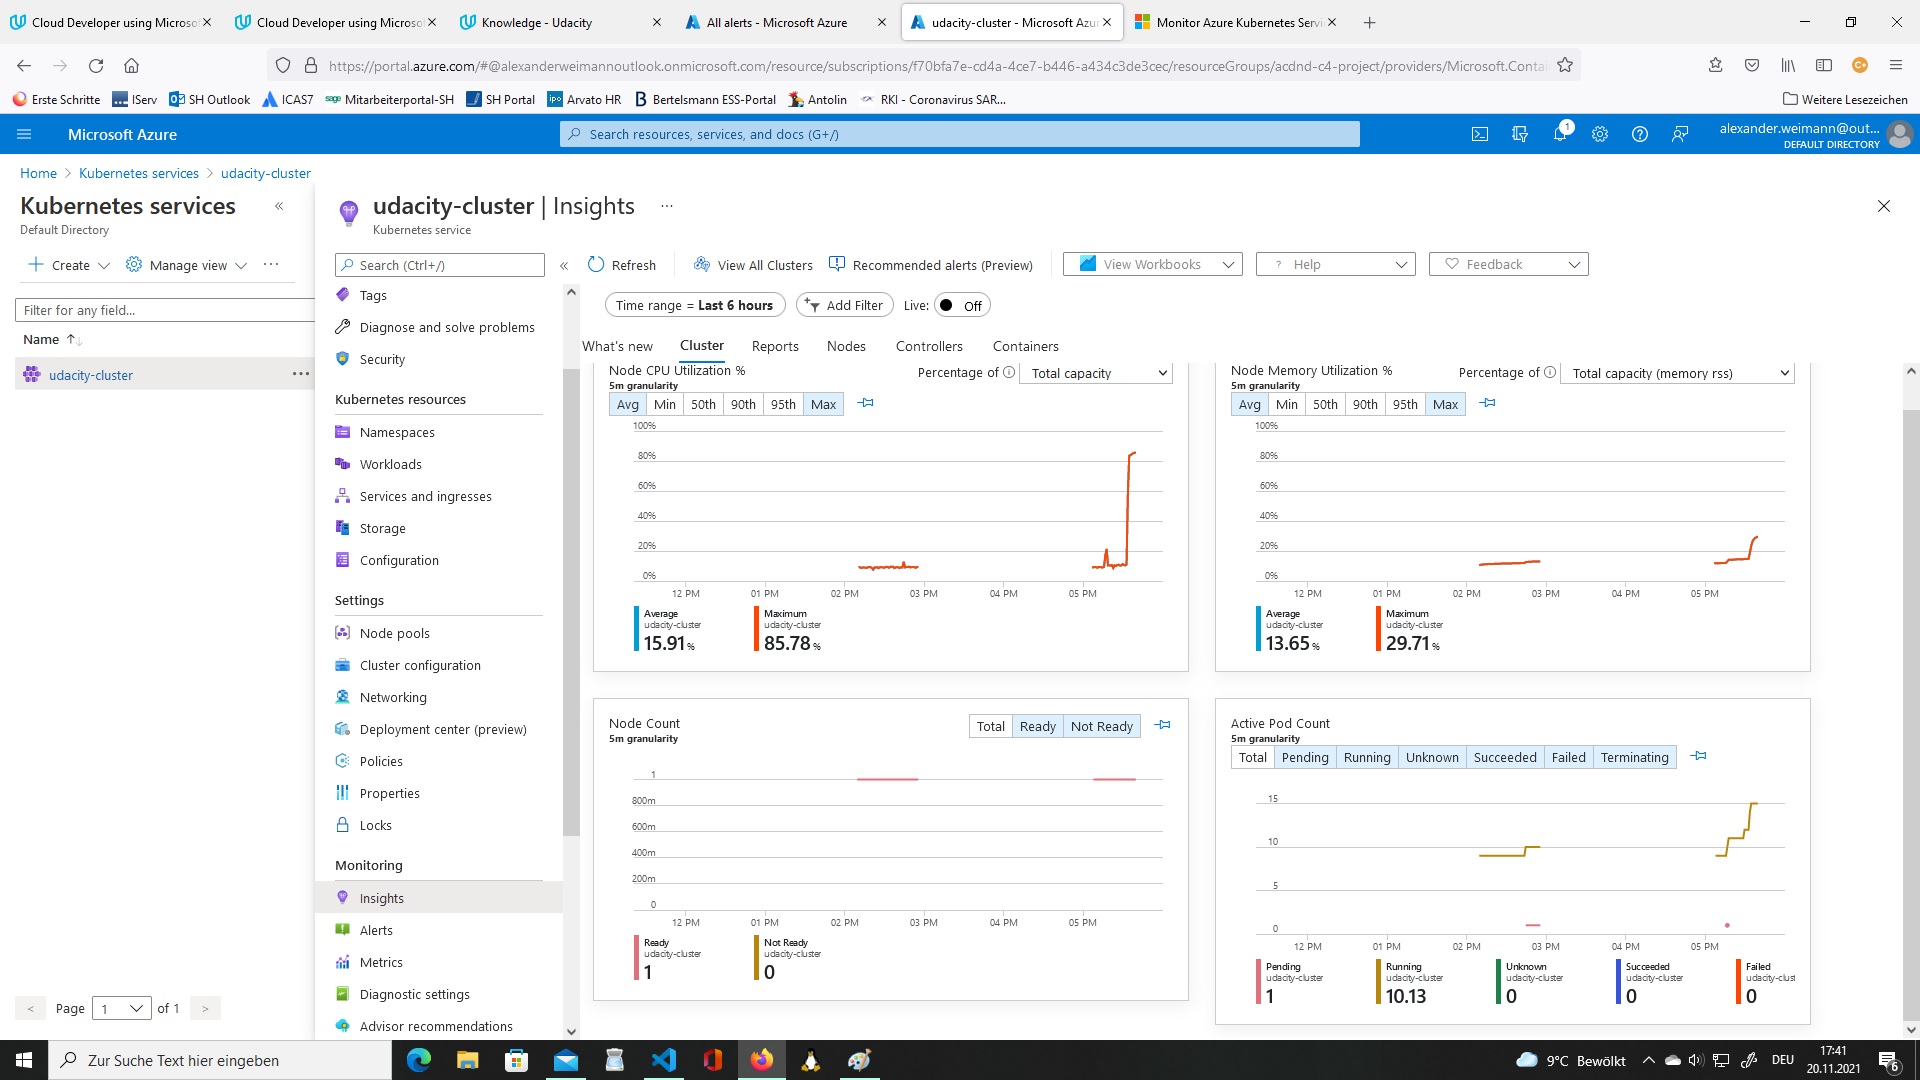 Cloud Developer using Microsof
Cloud Developer using Microsof
Knowledge - Udacity
All alerts - Microsoft Azure
udacity-cluster - Microsoft Azu
Monitor Azure Kubernetes Servi
https://portal.azure.com/#@alexanderweimannoutlook.onmicrosoft.com/resource/subscriptions/f70bfa7e-cd4a-4ce7-b446-a434c3de3cec/resourceGroups/acdnd-c4-project/providers/Microsoft.Contai
Erste Schritte
IServ
SH Outlook
ICAS7
Mitarbeiterportal-SH
SH Portal
Arvato HR
Bertelsmann ESS-Portal
Antolin
RKI - Coronavirus SAR...
Weitere Lesezeichen
Microsoft Azure
Search resources, services, and docs (G+/)
1
alexander.weimann@out...
DEFAULT DIRECTORY
Home > Kubernetes services > udacity-cluster
Kubernetes services
Default Directory
Create
Manage view
Filter for any field...
Name
udacity-cluster
Page 1 of 1
udacity-cluster | Insights
Kubernetes service
Search (Ctrl+/)
Tags
Diagnose and solve problems
Security
Kubernetes resources
Namespaces
Workloads
Services and ingresses
Storage
Configuration
Settings
Node pools
Cluster configuration
Networking
Deployment center (preview)
Policies
Properties
Locks
Monitoring
Insights
Alerts
Metrics
Diagnostic settings
Advisor recommendations
Refresh
View All Clusters
Recommended alerts (Preview)
View Workbooks
? Help
Feedback
Time range = Last 6 hours
Add Filter
Live: Off
What's new
Cluster
Reports
Nodes
Controllers
Containers
Node CPU Utilization %
5m granularity
Percentage of
Total capacity
Avg Min 50th 90th 95th Max
100%
80%
60%
40%
20%
0%
12 PM 01 PM 02 PM 03 PM 04 PM 05 PM
Average
udacity-cluster
15.91 %
Maximum
udacity-cluster
85.78 %
Node Memory Utilization %
5m granularity
Percentage of
Total capacity (memory rss)
Avg Min 50th 90th 95th Max
100%
80%
60%
40%
20%
0%
12 PM 01 PM 02 PM 03 PM 04 PM 05 PM
Average
udacity-cluster
13.65 %
Maximum
udacity-cluster
29.71 %
Node Count
5m granularity
Total Ready Not Ready
1
800m
600m
400m
200m
0
12 PM 01 PM 02 PM 03 PM 04 PM 05 PM
Ready
udacity-cluster
1
Not Ready
udacity-cluster
0
Active Pod Count
5m granularity
Total Pending Running Unknown Succeeded Failed Terminating
15
10
5
0
12 PM 01 PM 02 PM 03 PM 04 PM 05 PM
Pending
udacity-cluster
1
Running
udacity-cluster
10.13
Unknown
udacity-cluster
0
Succeeded
udacity-cluster
0
Failed
udacity-clust
0
Zur Suche Text hier eingeben
9°C Bewölkt
DEU
17:41
20.11.2021
6